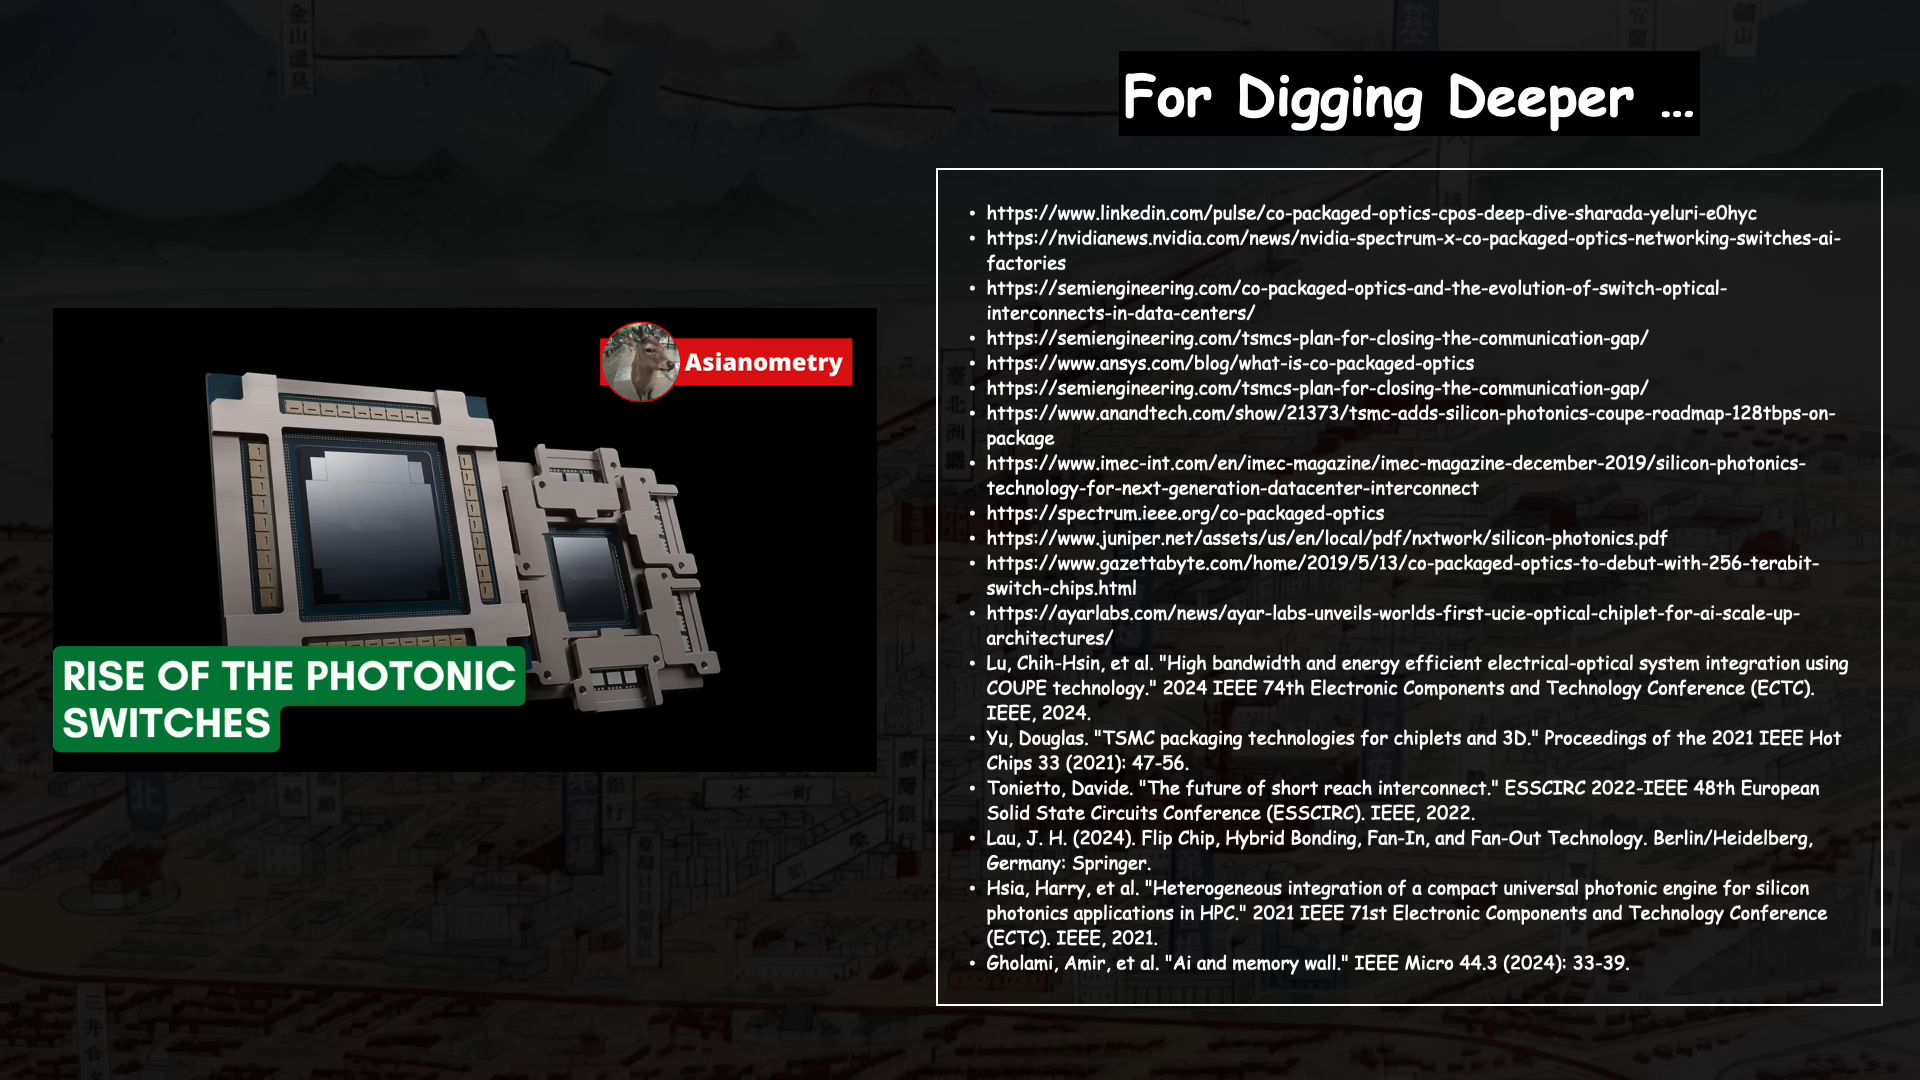 金山温泉
基
For Digging Deeper ...
• https://www.linkedin.com/pulse/co-packaged-optics-cpos-deep-dive-sharada-yeluri-e0hyc
• https://nvidianews.nvidia.com/news/nvidia-spectrum-x-co-packaged-optics-networking-switches-ai-
factories
• https://semiengineering.com/co-packaged-optics-and-the-evolution-of-switch-optical-
interconnects-in-data-centers/
• https://semiengineering.com/tsmcs-plan-for-closing-the-communication-gap/
• https://www.ansys.com/blog/what-is-co-packaged-optics
• https://semiengineering.com/tsmcs-plan-for-closing-the-communication-gap/
• https://www.anandtech.com/show/21373/tsmc-adds-silicon-photonics-coupe-roadmap-128tbps-on-
package
• https://www.imec-int.com/en/imec-magazine/imec-magazine-december-2019/silicon-photonics-
technology-for-next-generation-datacenter-interconnect
• https://spectrum.ieee.org/co-packaged-optics
• https://www.juniper.net/assets/us/en/local/pdf/nxtwork/silicon-photonics.pdf
• https://www.gazettabyte.com/home/2019/5/13/co-packaged-optics-to-debut-with-256-terabit-
switch-chips.html
• https://ayarlabs.com/news/ayar-labs-unveils-worlds-first-ucie-optical-chiplet-for-ai-scale-up-
architectures/
• Lu, Chih-Hsin, et al. "High bandwidth and energy efficient electrical-optical system integration using
COUPE technology." 2024 IEEE 74th Electronic Components and Technology Conference (ECTC).
IEEE, 2024.
• Yu, Douglas. "TSMC packaging technologies for chiplets and 3D." Proceedings of the 2021 IEEE Hot
Chips 33 (2021): 47-56.
• Tonietto, Davide. "The future of short reach interconnect." ESSCIRC 2022-IEEE 48th European
Solid State Circuits Conference (ESSCIRC). IEEE, 2022.
• Lau, J. H. (2024). Flip Chip, Hybrid Bonding, Fan-In, and Fan-Out Technology. Berlin/Heidelberg,
Germany: Springer.
• Hsia, Harry, et al. "Heterogeneous integration of a compact universal photonic engine for silicon
photonics applications in HPC." 2021 IEEE 71st Electronic Components and Technology Conference
(ECTC). IEEE, 2021.
• Gholami, Amir, et al. "Ai and memory wall." IEEE Micro 44.3 (2024): 33-39.
Asianometry
RISE OF THE PHOTONIC
SWITCHES
北
本町
三井合